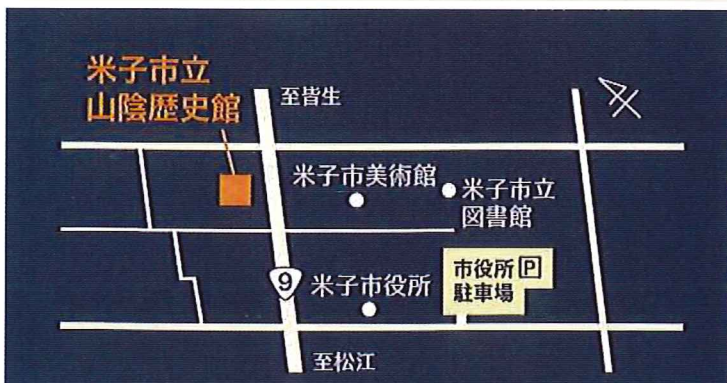 米子市立
山陰歴史館
至皆生
米子市美術館
米子市立
図書館
9
米子市役所
市役所P
駐車場
至松江